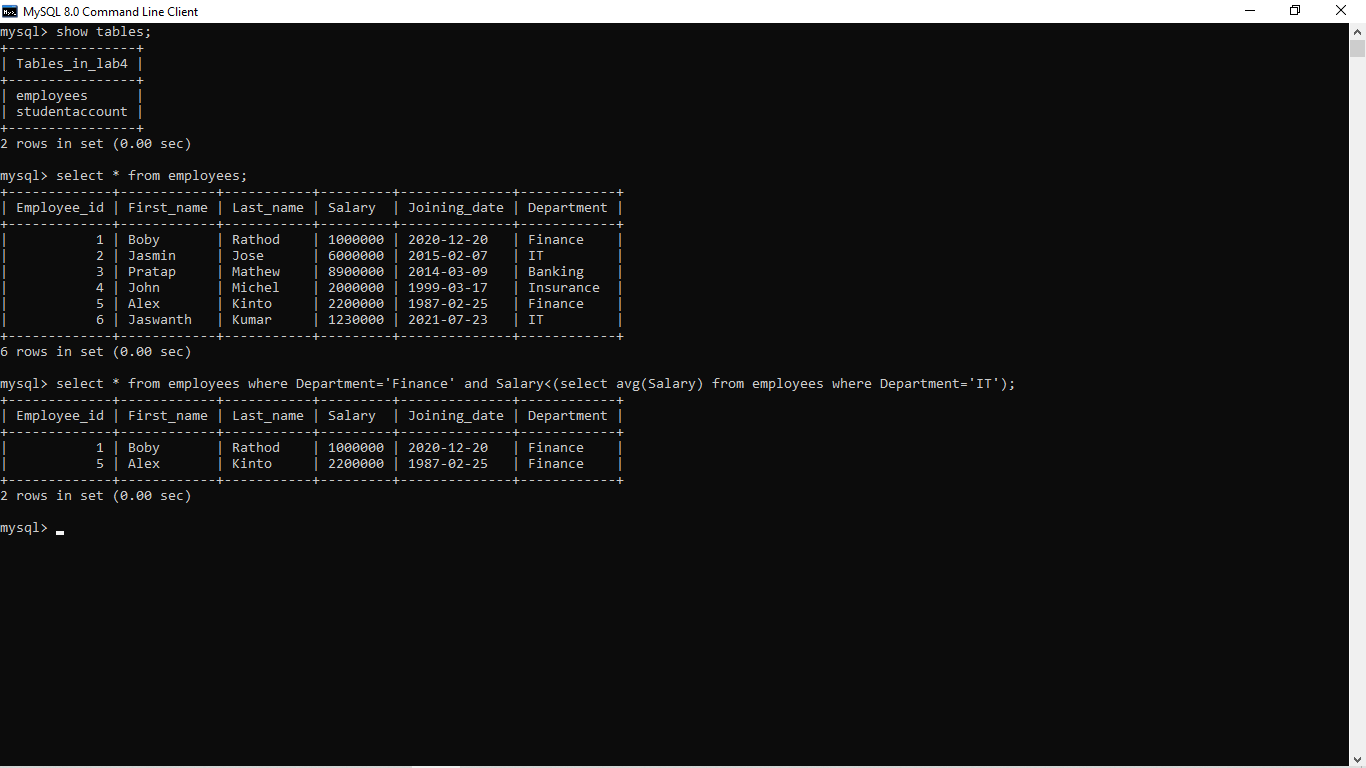 MySQL 8.0 Command Line Client
mysql> show tables;
+----------------+
| Tables_in_lab4 |
+----------------+
| employees      |
| studentaccount |
+----------------+
2 rows in set (0.00 sec)

mysql> select * from employees;
+-------------+------------+-----------+---------+--------------+------------+
| Employee_id | First_name | Last_name | Salary  | Joining_date | Department |
+-------------+------------+-----------+---------+--------------+------------+
|           1 | Boby       | Rathod    | 1000000 | 2020-12-20   | Finance    |
|           2 | Jasmin     | Jose      | 6000000 | 2015-02-07   | IT         |
|           3 | Pratap     | Mathew    | 8900000 | 2014-03-09   | Banking    |
|           4 | John       | Michel    | 2000000 | 1999-03-17   | Insurance  |
|           5 | Alex       | Kinto     | 2200000 | 1987-02-25   | Finance    |
|           6 | Jaswanth   | Kumar     | 1230000 | 2021-07-23   | IT         |
+-------------+------------+-----------+---------+--------------+------------+
6 rows in set (0.00 sec)

mysql> select * from employees where Department='Finance' and Salary<(select avg(Salary) from employees where Department='IT');
+-------------+------------+-----------+---------+--------------+------------+
| Employee_id | First_name | Last_name | Salary  | Joining_date | Department |
+-------------+------------+-----------+---------+--------------+------------+
|           1 | Boby       | Rathod    | 1000000 | 2020-12-20   | Finance    |
|           5 | Alex       | Kinto     | 2200000 | 1987-02-25   | Finance    |
+-------------+------------+-----------+---------+--------------+------------+
2 rows in set (0.00 sec)

mysql> _